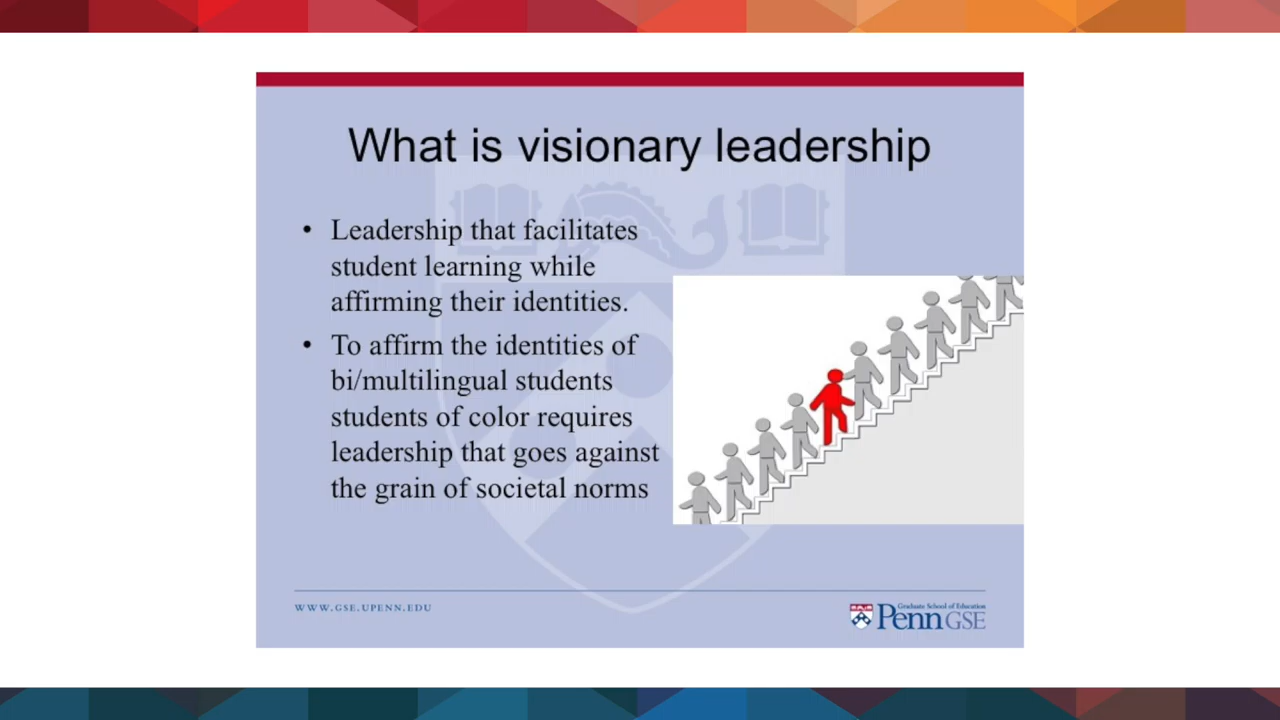 What is visionary leadership
• Leadership that facilitates
student learning while
affirming their identities.
• To affirm the identities of
bi/multilingual students
students of color requires
leadership that goes against
the grain of societal norms
WWW.GSE.UPENN.EDU
Graduate School of Education
Penn GSE